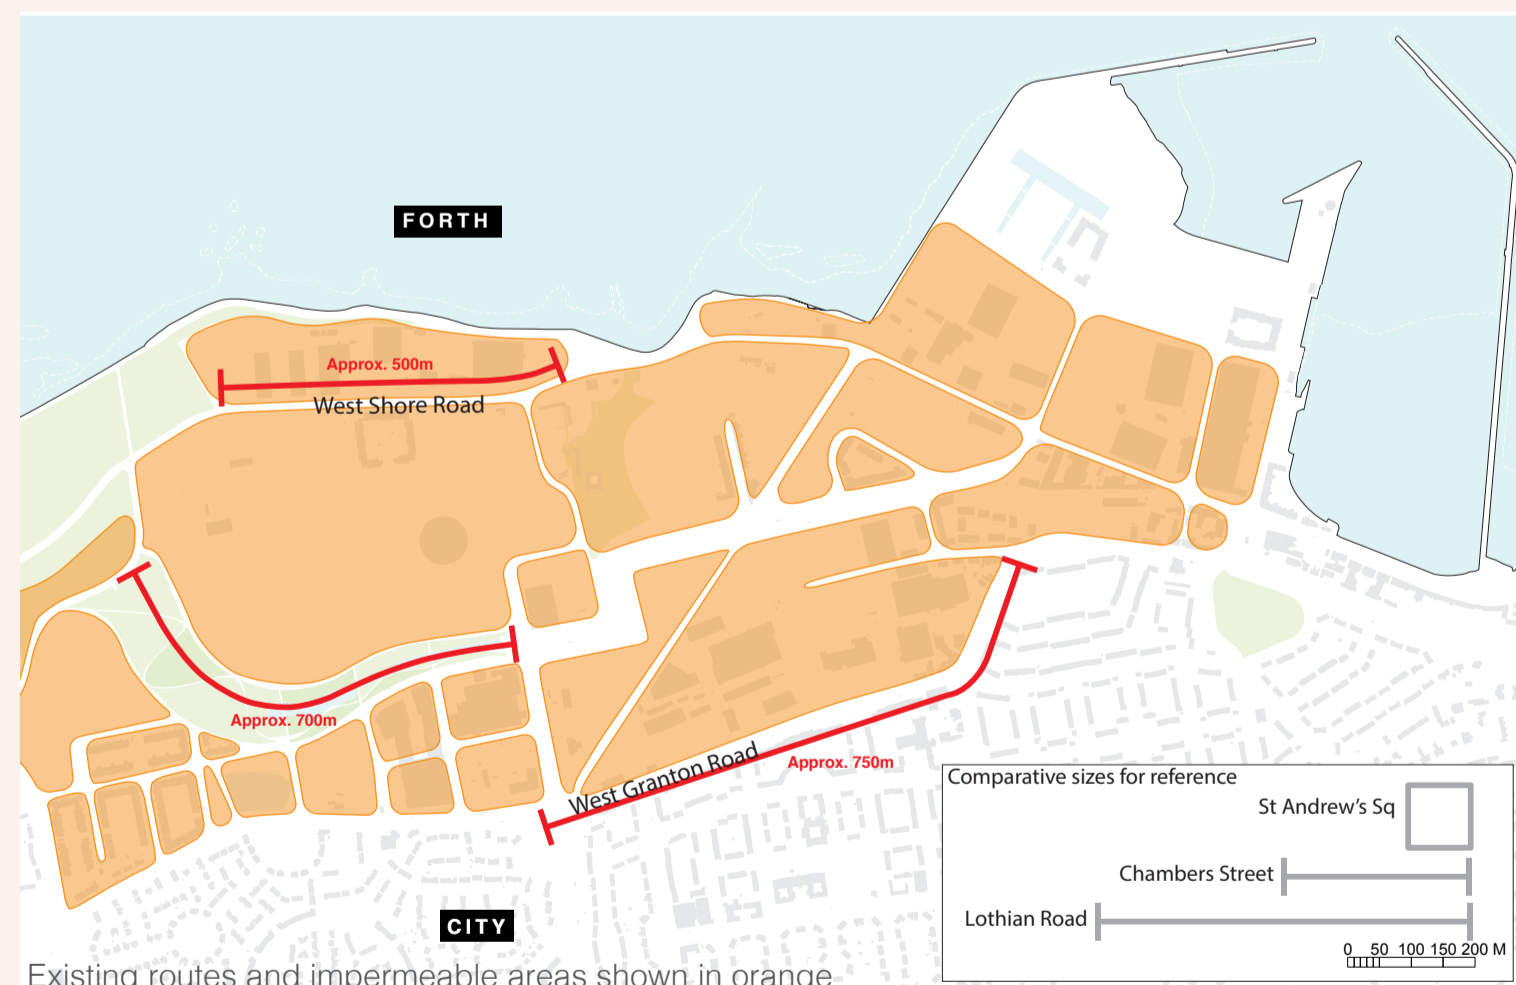 FORTH
Approx. 500m
West Shore Road
Approx. 700m
West Granton Road
Approx. 750m
Comparative sizes for reference
St Andrew's Sq
Chambers Street
Lothian Road
0 50 100 150 200 M
CITY
Existing routes and impermeable areas shown in orange